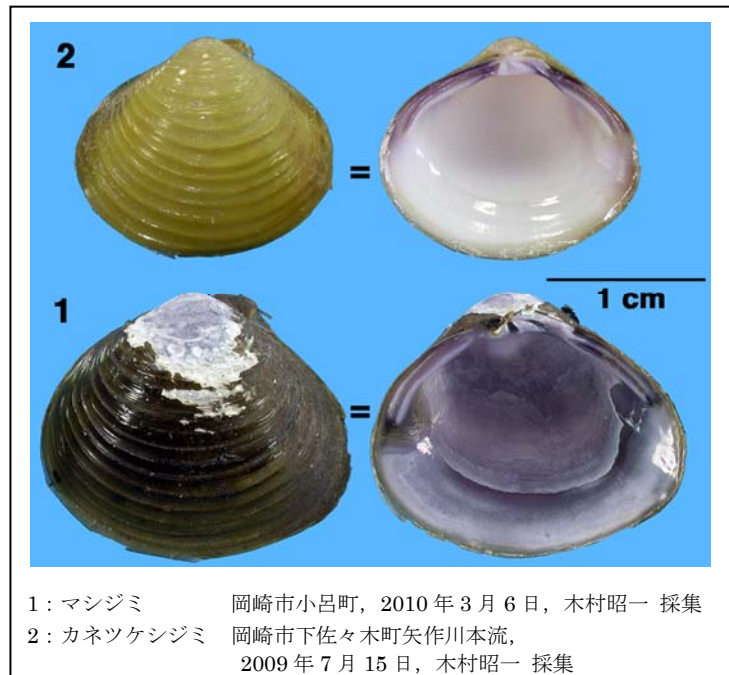 2
=
1 cm
1
=
1:マシジミ 岡崎市小呂町,2010 年 3 月 6 日,木村昭一 採集
2:カネツケシジミ 岡崎市下佐々木町矢作川本流,
2009 年 7 月 15 日,木村昭一 採集